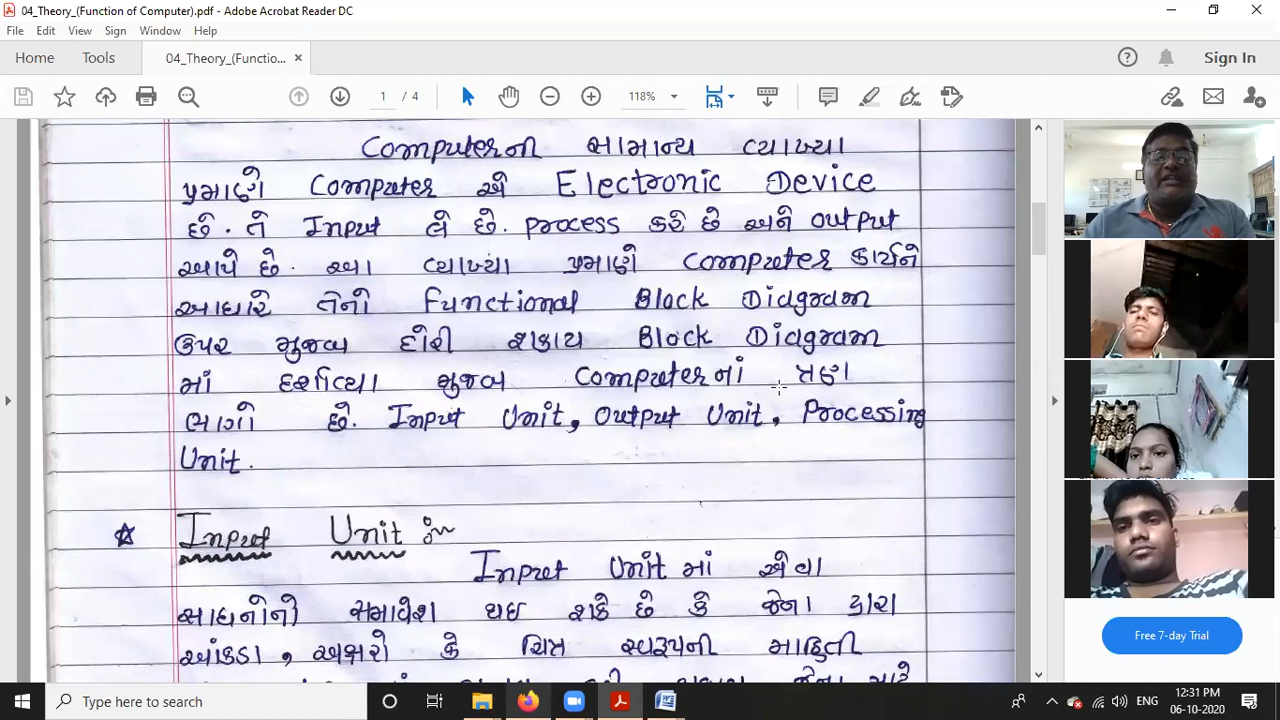 04_Theory_(Function of Computer).pdf - Adobe Acrobat Reader DC
File Edit View Sign Window Help
Home Tools 04_Theory_(Functio... × Sign In
1 / 4 118%
Computerની સામાન્ય વ્યાખ્યા
પ્રમાણે Computer એ Electronic Device
છે. તે Input લે છે. process કરે છે અને output
આપે છે. આ વ્યાખ્યા પ્રમાણે Computer કાર્યને
આધારે તેનો Functional Block Diagram
ઉપર મુજબ દોરી શકાય Block Diagram
માં દર્શાવ્યા મુજબ Computerનાં ત્રણ
ભાગો છે. Input Unit, Output Unit, Processing
Unit.
☆ Input Unit :-
Input Unit માં એવા
સાધનોનો સમાવેશ થઇ શકે છે કે જેના દ્વારા
આંકડા, અક્ષરો કે ચિત્ર સ્વરૂપની માહિતી
Free 7-day Trial
Type here to search
ENG
12:31 PM
06-10-2020